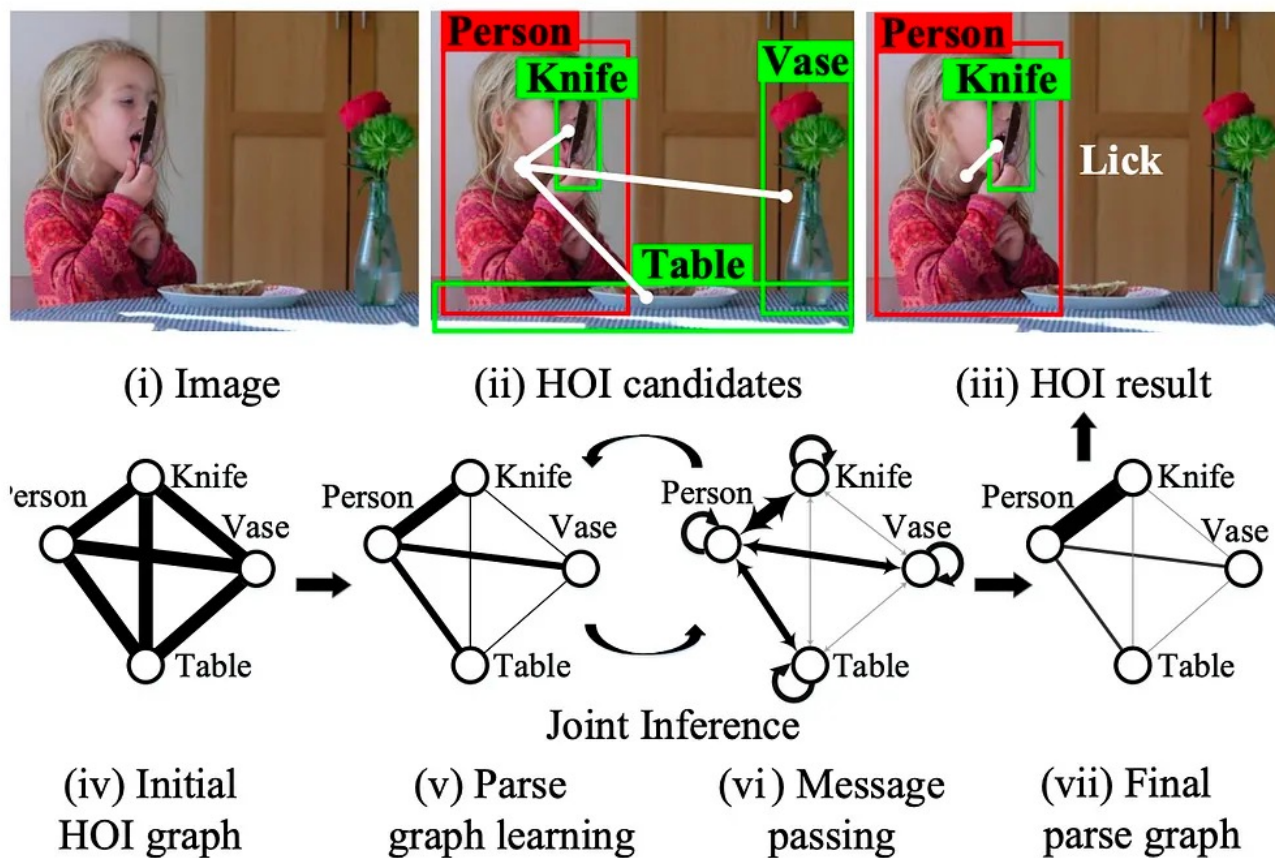 Person
Knife
Vase
Table
Person
Knife
Lick
(i) Image
(ii) HOI candidates
(iii) HOI result
Knife
Person
Vase
Table
Knife
Person
Vase
Table
Knife
Person
Vase
Table
Knife
Person
Vase
Table
Joint Inference
(iv) Initial
HOI graph
(v) Parse
graph learning
(vi) Message
passing
(vii) Final
parse graph